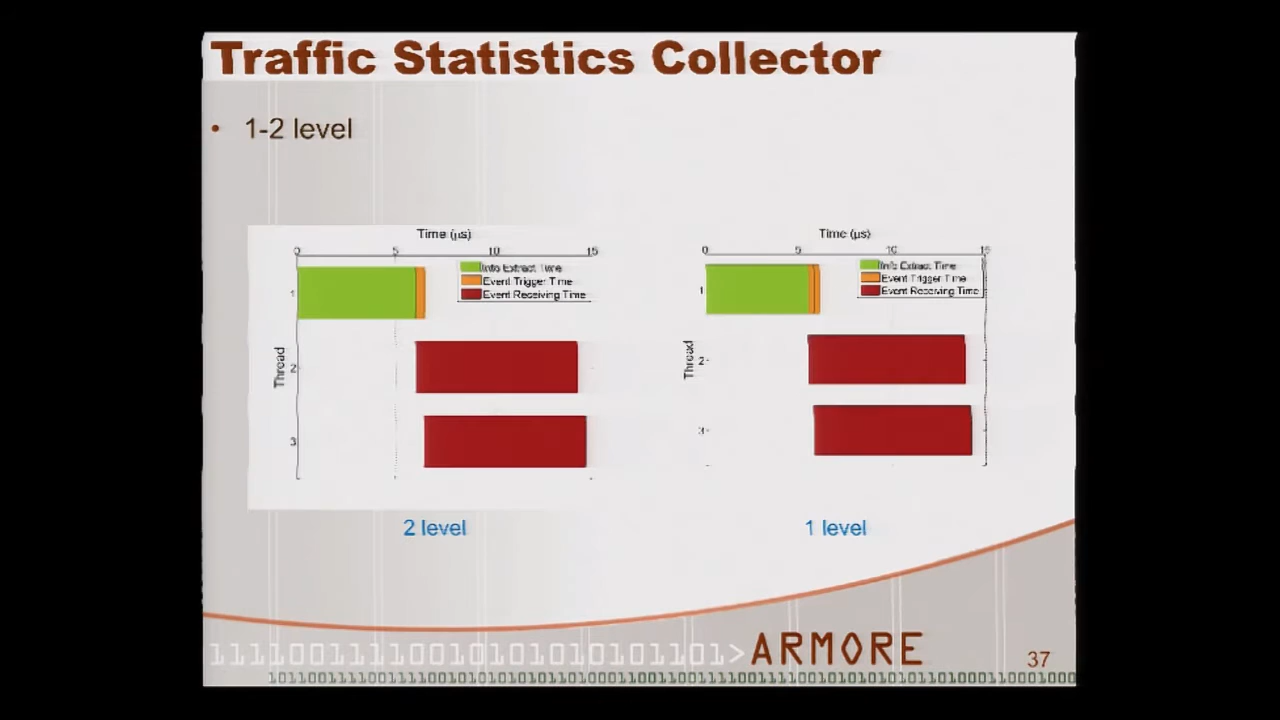 Traffic Statistics Collector
• 1-2 level
Time (μs)
0 5 10 15
Info Extract Time
Event Trigger Time
Event Receiving Time
Thread
1
2
3
2 level
Time (μs)
0 5 10 15
Info Extract Time
Event Trigger Time
Event Receiving Time
Thread
1
2
3
1 level
ARMORE
37